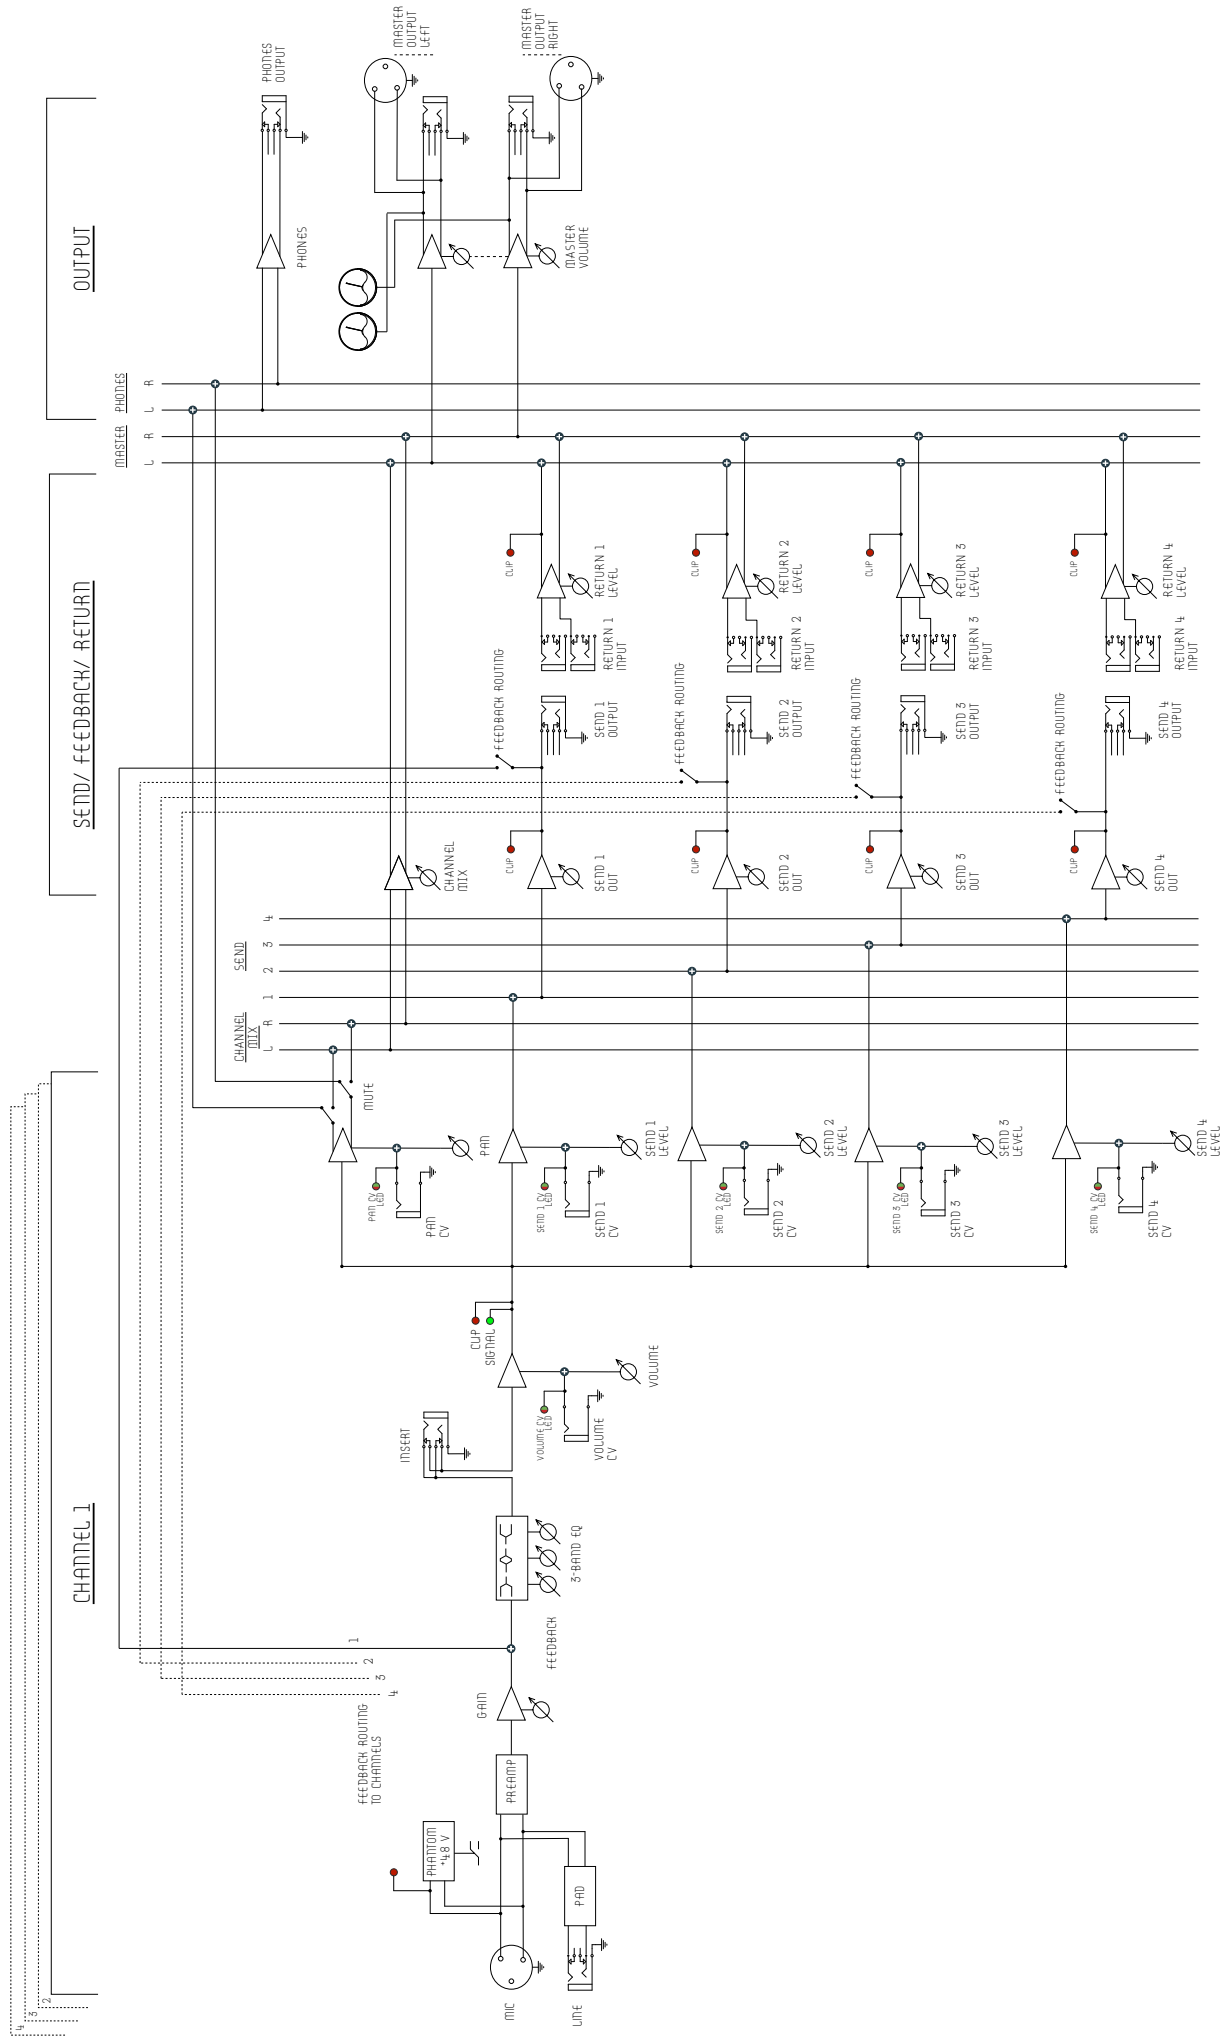 CHANNEL 1
SEND/ FEEDBACK/ RETURN
OUTPUT
2
3
4
MIC
LINE
PHANTOM
+48 V
PAD
PREAMP
GAIN
FEEDBACK ROUTING
TO CHANNELS
1
2
3
4
FEEDBACK
3-BAND EQ
INSERT
VOLUME CV
LED
VOLUME
CV
VOLUME
CLIP
SIGNAL
PAN CV
LED
PAN
CV
PAN
MUTE
SEND 1 CV
LED
SEND 1
CV
SEND 1
LEVEL
SEND 2 CV
LED
SEND 2
CV
SEND 2
LEVEL
SEND 3 CV
LED
SEND 3
CV
SEND 3
LEVEL
SEND 4 CV
LED
SEND 4
CV
SEND 4
LEVEL
CHANNEL
MIX
L
R
SEND
1
2
3
4
CHANNEL
MIX
CLIP
SEND 1
OUT
FEEDBACK ROUTING
SEND 1
OUTPUT
RETURN 1
INPUT
CLIP
RETURN 1
LEVEL
CLIP
SEND 2
OUT
FEEDBACK ROUTING
SEND 2
OUTPUT
RETURN 2
INPUT
CLIP
RETURN 2
LEVEL
CLIP
SEND 3
OUT
FEEDBACK ROUTING
SEND 3
OUTPUT
RETURN 3
INPUT
CLIP
RETURN 3
LEVEL
CLIP
SEND 4
OUT
FEEDBACK ROUTING
SEND 4
OUTPUT
RETURN 4
INPUT
CLIP
RETURN 4
LEVEL
MASTER
L
R
PHONES
L
R
PHONES
PHONES
OUTPUT
MASTER
VOLUME
MASTER
OUTPUT
LEFT
MASTER
OUTPUT
RIGHT